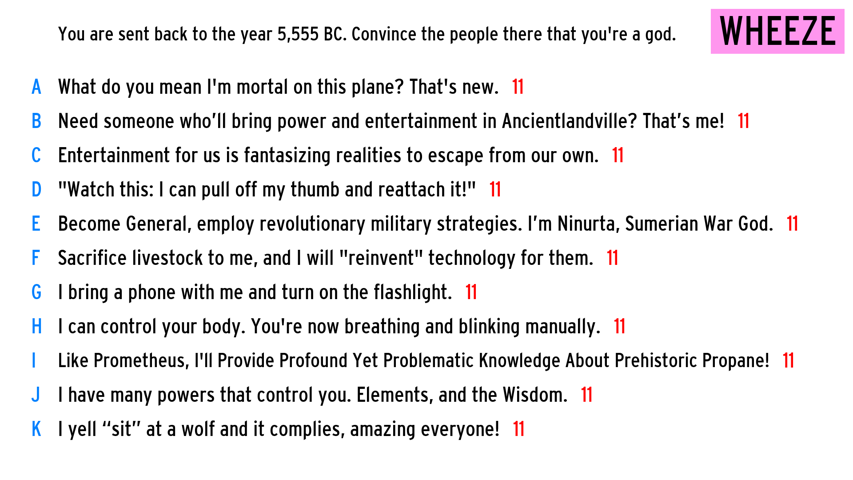 You are sent back to the year 5,555 BC. Convince the people there that you're a god.
WHEEZE
A What do you mean I'm mortal on this plane? That's new. 11
B Need someone who’ll bring power and entertainment in Ancientlandville? That’s me! 11
C Entertainment for us is fantasizing realities to escape from our own. 11
D "Watch this: I can pull off my thumb and reattach it!" 11
E Become General, employ revolutionary military strategies. I’m Ninurta, Sumerian War God. 11
F Sacrifice livestock to me, and I will "reinvent" technology for them. 11
G I bring a phone with me and turn on the flashlight. 11
H I can control your body. You're now breathing and blinking manually. 11
I Like Prometheus, I'll Provide Profound Yet Problematic Knowledge About Prehistoric Propane! 11
J I have many powers that control you. Elements, and the Wisdom. 11
K I yell “sit” at a wolf and it complies, amazing everyone! 11